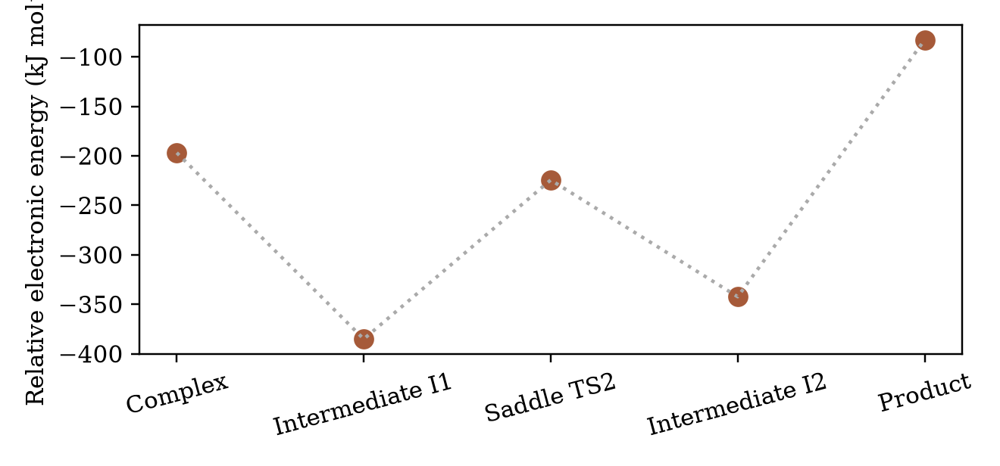 Relative electronic energy (kJ mol
−100
−150
−200
−250
−300
−350
−400
Complex
Intermediate I1
Saddle TS2
Intermediate I2
Product